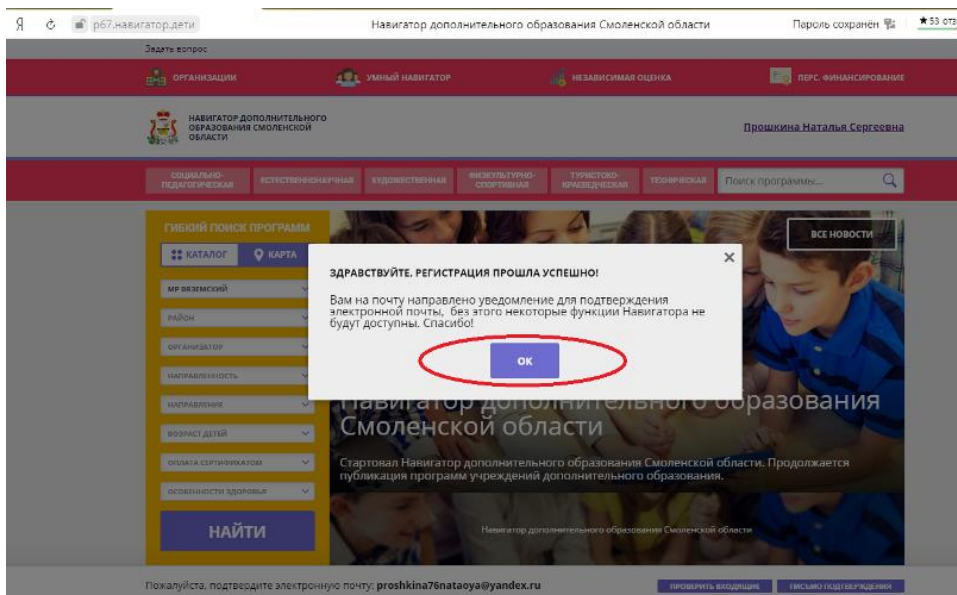 Я р67.навигатор.дети Навигатор дополнительного образования Смоленской области Пароль сохранён ★ 53 отз
Задать вопрос
ОРГАНИЗАЦИИ УМНЫЙ НАВИГАТОР НЕЗАВИСИМАЯ ОЦЕНКА ПЕРС. ФИНАНСИРОВАНИЕ
НАВИГАТОР ДОПОЛНИТЕЛЬНОГО
ОБРАЗОВАНИЯ СМОЛЕНСКОЙ
ОБЛАСТИ
Прошкина Наталья Сергеевна
СОЦИАЛЬНО-
ПЕДАГОГИЧЕСКАЯ
ЕСТЕСТВЕННОНАУЧНАЯ
ХУДОЖЕСТВЕННАЯ
ФИЗКУЛЬТУРНО-
СПОРТИВНАЯ
ТУРИСТСКО-
КРАЕВЕДЧЕСКАЯ
ТЕХНИЧЕСКАЯ
Поиск программы...
ГИБКИЙ ПОИСК ПРОГРАММ
КАТАЛОГ КАРТА
МР ВЯЗЕМСКИЙ
РАЙОН
ОРГАНИЗАТОР
НАПРАВЛЕННОСТЬ
НАПРАВЛЕНИЯ
ВОЗРАСТ ДЕТЕЙ
ОПЛАТА СЕРТИФИКАТОМ
ОСОБЕННОСТИ ЗДОРОВЬЯ
НАЙТИ
ВСЕ НОВОСТИ
ЗДРАВСТВУЙТЕ, РЕГИСТРАЦИЯ ПРОШЛА УСПЕШНО!
Вам на почту направлено уведомление для подтверждения
электронной почты, без этого некоторые функции Навигатора не
будут доступны. Спасибо!
ОК
Навигатор дополнительного образования
Смоленской области
Стартовал Навигатор дополнительного образования Смоленской области. Продолжается
публикация программ учреждений дополнительного образования.
Навигатор дополнительного образования Смоленской области
Пожалуйста, подтвердите электронную почту: proshkina76nataoya@yandex.ru ПРОВЕРИТЬ ВХОДЯЩИЕ ПИСЬМО ПОДТВЕРЖДЕНИЯ